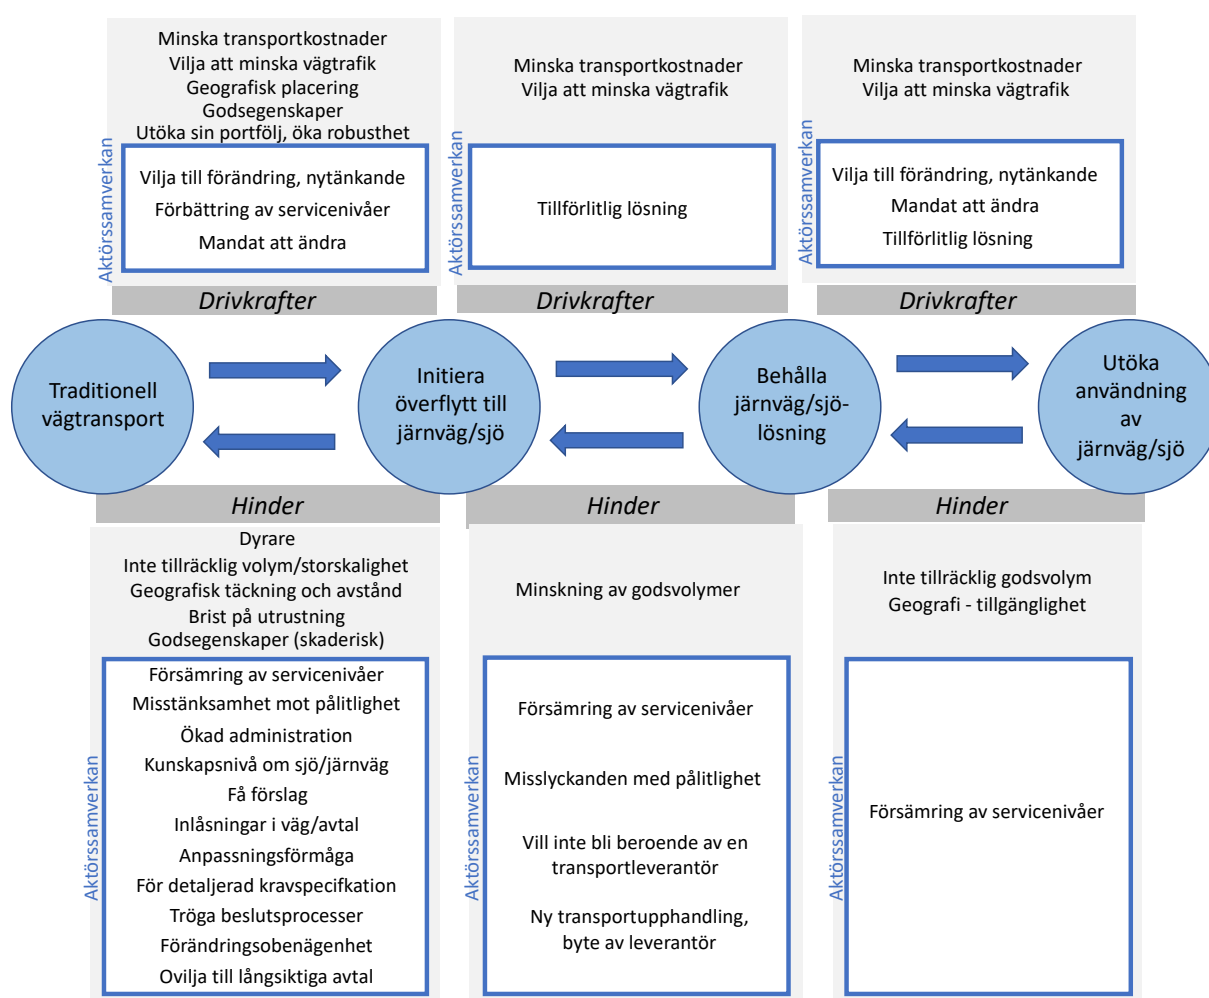 Minska transportkostnader
Vilja att minska vägtrafik
Geografisk placering
Godsegenskaper
Utöka sin portfölj, öka robusthet
Aktörssamverkan
Vilja till förändring, nytänkande
Förbättring av servicenivåer
Mandat att ändra
Drivkrafter
Minska transportkostnader
Vilja att minska vägtrafik
Aktörssamverkan
Tillförlitlig lösning
Drivkrafter
Minska transportkostnader
Vilja att minska vägtrafik
Aktörssamverkan
Vilja till förändring, nytänkande
Mandat att ändra
Tillförlitlig lösning
Drivkrafter
Traditionell
vägtransport
Initiera
överflytt till
järnväg/sjö
Behålla
järnväg/sjö-
lösning
Utöka
användning
av
järnväg/sjö
Hinder
Dyrare
Inte tillräcklig volym/storskalighet
Geografisk täckning och avstånd
Brist på utrustning
Godsegenskaper (skaderisk)
Aktörssamverkan
Försämring av servicenivåer
Misstänksamhet mot pålitlighet
Ökad administration
Kunskapsnivå om sjö/järnväg
Få förslag
Inlåsningar i väg/avtal
Anpassningsförmåga
För detaljerad kravspecifkation
Tröga beslutsprocesser
Förändringsobenägenhet
Ovilja till långsiktiga avtal
Hinder
Minskning av godsvolymer
Aktörssamverkan
Försämring av servicenivåer
Misslyckanden med pålitlighet
Vill inte bli beroende av en
transportleverantör
Ny transportupphandling,
byte av leverantör
Hinder
Inte tillräcklig godsvolym
Geografi - tillgänglighet
Aktörssamverkan
Försämring av servicenivåer